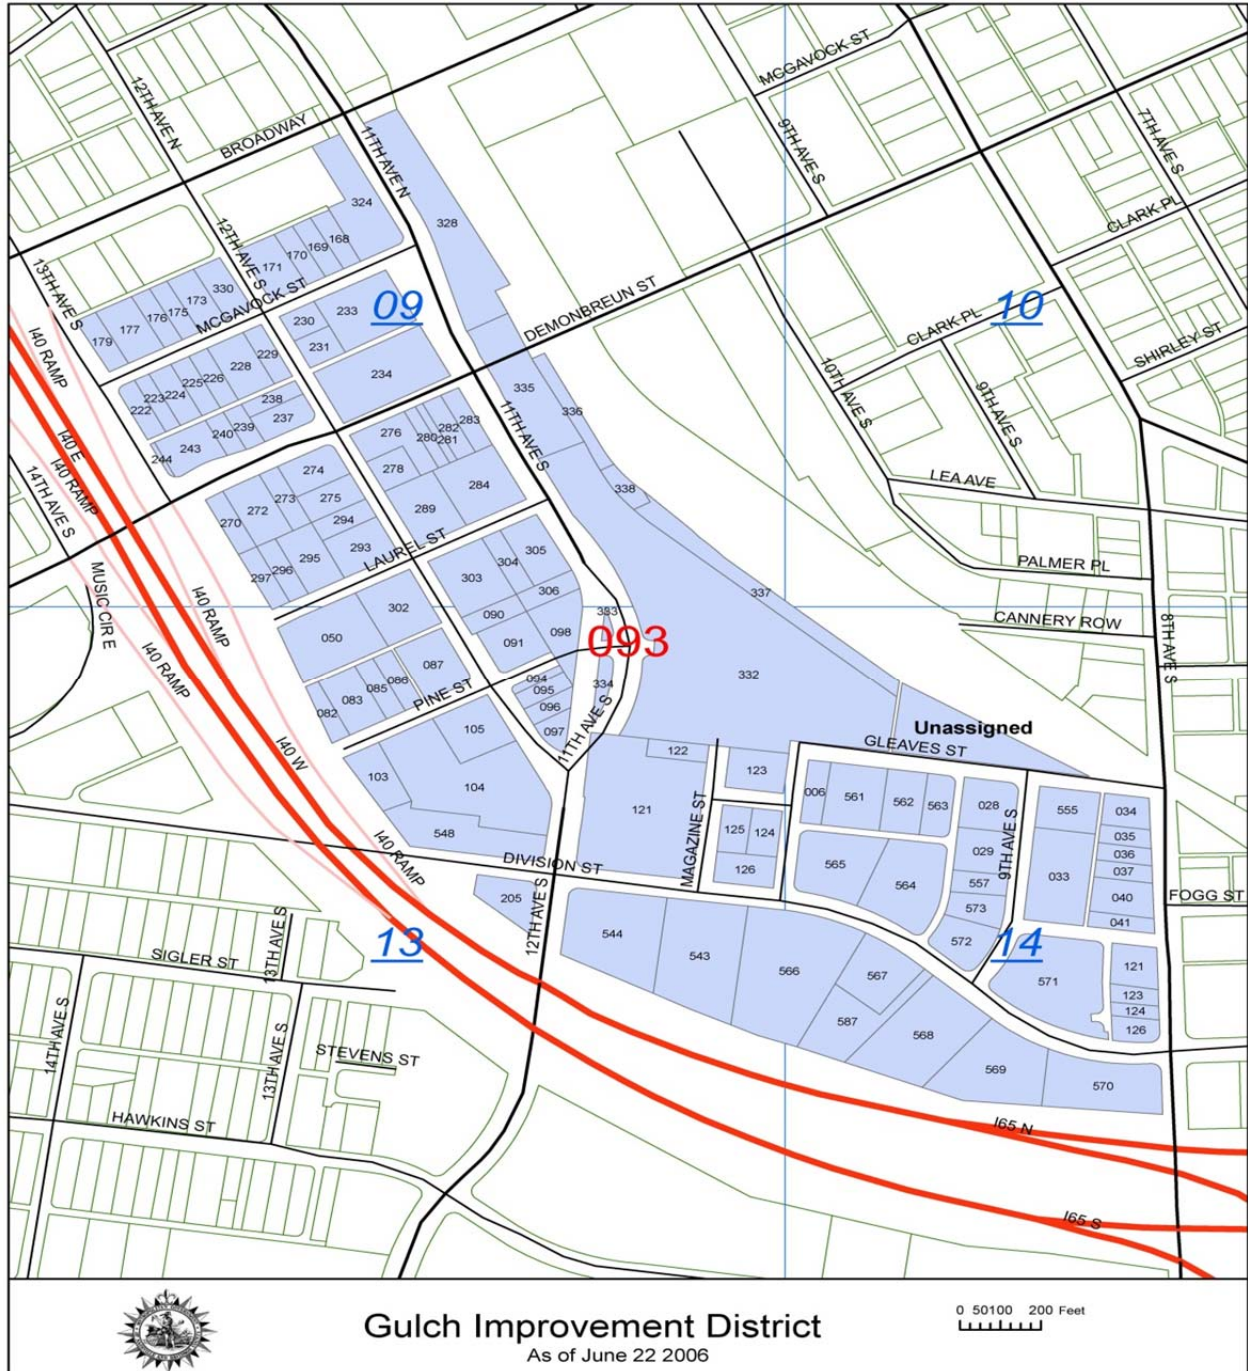 MCGAVOCK ST
12TH AVE N
BROADWAY
11TH AVE N
9TH AVE S
7TH AVE S
CLARK PL
324
328
12TH AVE S
168
169
170
171
13TH AVE S
330
173
175
176
177
179
MCGAVOCK ST
09
10
233
230
231
234
DEMONBREUN ST
CLARK PL
SHIRLEY ST
I40 RAMP
229
228
226
225
224
223
222
238
237
239
240
243
244
10TH AVE S
9TH AVE S
335
336
11TH AVE S
283
282
281
280
276
278
284
289
I40 E
I40 RAMP
14TH AVE S
274
273
275
272
270
294
293
295
296
297
338
LEA AVE
LAUREL ST
305
304
303
306
PALMER PL
337
MUSIC CIR E
I40 RAMP
302
050
090
091
098
333
093
CANNERY ROW
8TH AVE S
I40 RAMP
087
086
085
083
082
PINE ST
094
095
096
097
334
332
11TH AVE S
Unassigned
GLEAVES ST
105
103
104
548
I40 W
122
123
121
MAGAZINE ST
125
124
126
006
561
562
563
028
555
034
035
036
037
040
041
029
557
573
572
9TH AVE S
033
565
564
I40 RAMP
DIVISION ST
205
12TH AVE S
FOGG ST
13
14
544
543
566
567
587
568
569
570
571
121
123
124
126
SIGLER ST
13TH AVE S
14TH AVE S
13TH AVE S
STEVENS ST
HAWKINS ST
I65 N
I65 S
Gulch Improvement District
As of June 22 2006
0 50100 200 Feet